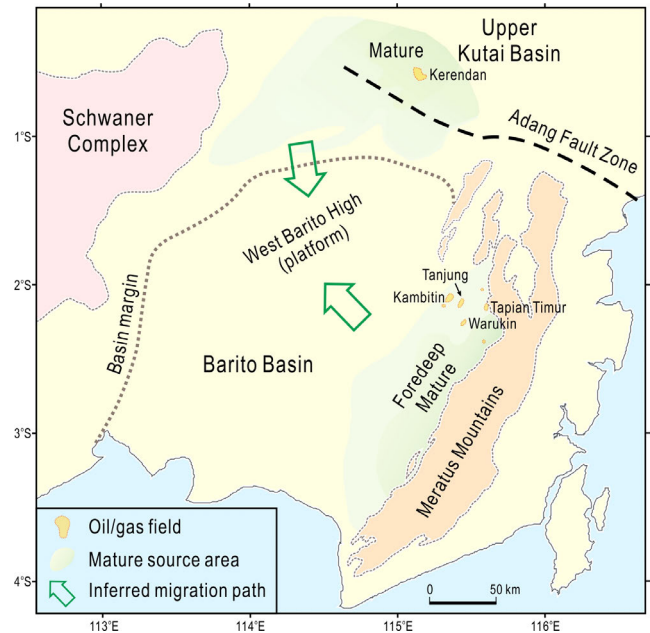 Upper
Kutai Basin
Mature
Kerendan
Schwaner
Complex
Adang Fault Zone
West Barito High
(platform)
Basin margin
Tanjung
Kambitin
Tapian Timur
Warukin
Barito Basin
Foredeep
Mature
Meratus Mountains
Oil/gas field
Mature source area
Inferred migration path
0 50 km
1°S
2°S
3°S
4°S
113°E
114°E
115°E
116°E